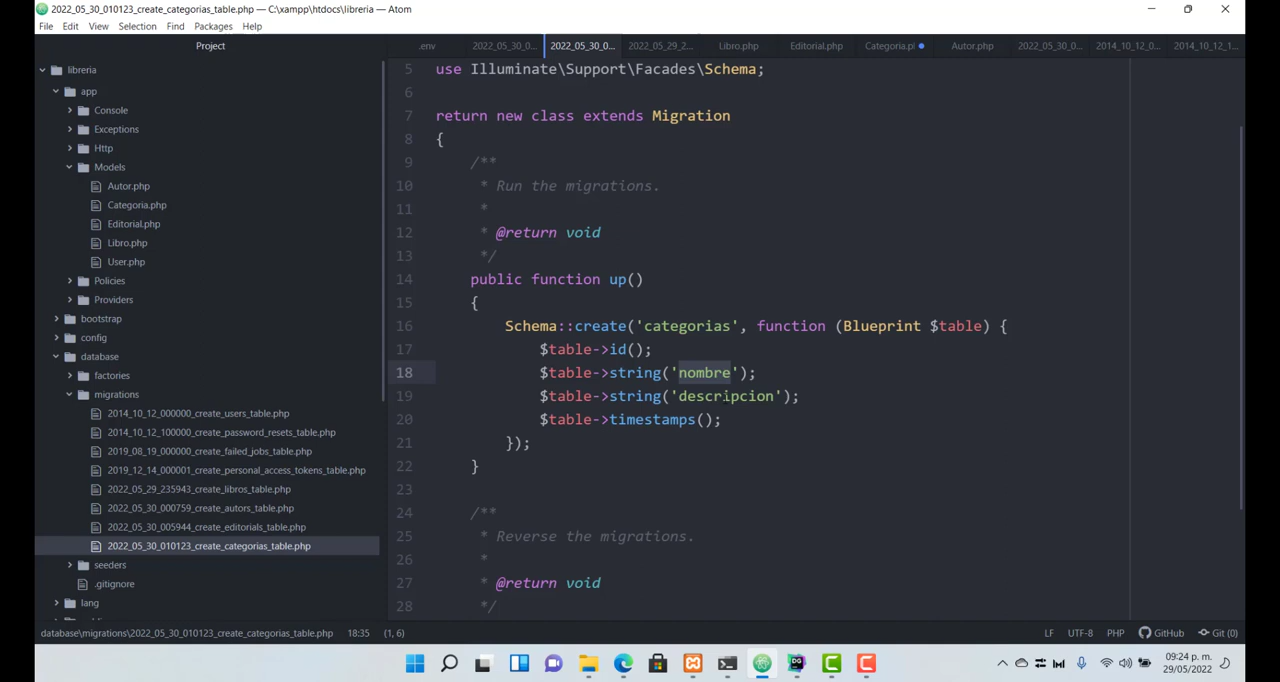 2022_05_30_010123_create_categorias_table.php — C:\xampp\htdocs\libreria — Atom
File Edit View Selection Find Packages Help
Project
libreria
app
Console
Exceptions
Http
Models
Autor.php
Categoria.php
Editorial.php
Libro.php
User.php
Policies
Providers
bootstrap
config
database
factories
migrations
2014_10_12_000000_create_users_table.php
2014_10_12_100000_create_password_resets_table.php
2019_08_19_000000_create_failed_jobs_table.php
2019_12_14_000001_create_personal_access_tokens_table.php
2022_05_29_235943_create_libros_table.php
2022_05_30_000759_create_autors_table.php
2022_05_30_005944_create_editorials_table.php
2022_05_30_010123_create_categorias_table.php
seeders
.gitignore
lang
.env 2022_05_30_0... 2022_05_30_0... 2022_05_29_2... Libro.php Editorial.php Categoria.pl Autor.php 2022_05_30_0... 2014_10_12_0... 2014_10_12_1...
5 use Illuminate\Support\Facades\Schema;
6
7 return new class extends Migration
8 {
9 /**
10 * Run the migrations.
11 *
12 * @return void
13 */
14 public function up()
15 {
16 Schema::create('categorias', function (Blueprint $table) {
17 $table->id();
18 $table->string('nombre');
19 $table->string('descripcion');
20 $table->timestamps();
21 });
22 }
23
24 /**
25 * Reverse the migrations.
26 *
27 * @return void
28 */
database\migrations\2022_05_30_010123_create_categorias_table.php 18:35 (1, 6) LF UTF-8 PHP GitHub Git (0)
09:24 p. m.
29/05/2022